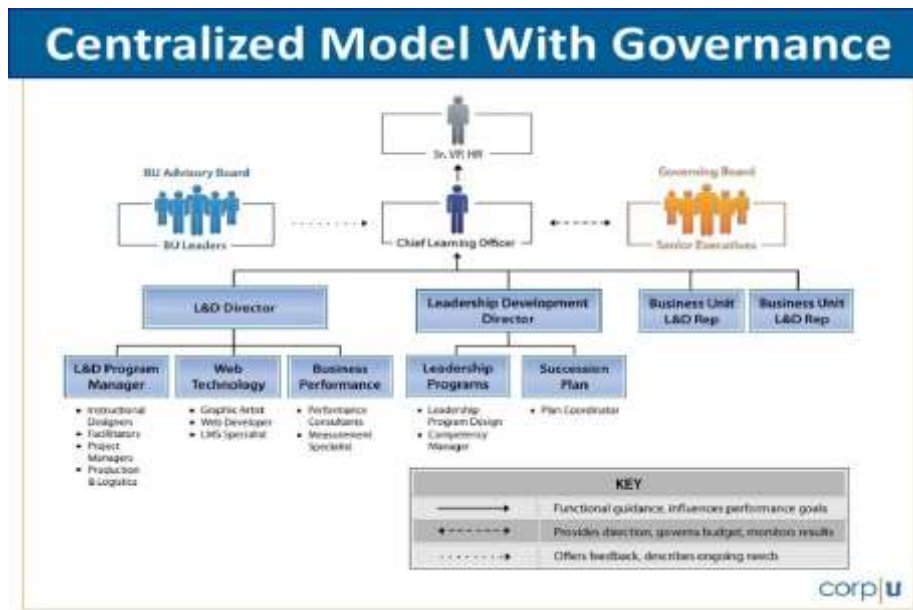 Centralized Model With Governance
Sr. VP, HR
BU Advisory Board
Governing Board
BU Leaders
Chief Learning Officer
Senior Executives
L&D Director
Leadership Development
Director
Business Unit
L&D Rep
Business Unit
L&D Rep
L&D Program
Manager
Web
Technology
Business
Performance
Leadership
Programs
Succession
Plan
• Instructional
Designers
• Facilitators
• Project
Managers
• Production
& Logistics
• Graphic Artist
• Web Developer
• LMS Specialist
• Performance
Consultants
• Measurement
Specialist
• Leadership
Program Design
• Competency
Manager
• Plan Coordinator
KEY
Functional guidance, influences performance goals
Provides direction, governs budget, monitors results
Offers feedback, describes ongoing needs
corp|u